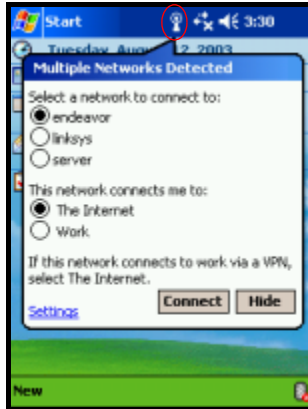 Start 3:30
Tuesday, August 12, 2003
Multiple Networks Detected
Select a network to connect to:
endeavor
linksys
server
This network connects me to:
The Internet
Work
If this network connects to work via a VPN,
select The Internet.
Settings Connect Hide
New